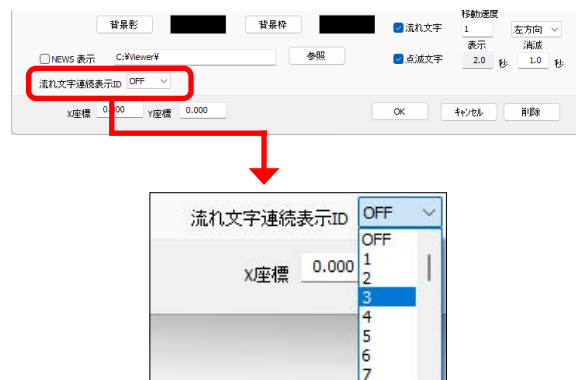 移動速度
背景影 背景枠 流れ文字 1 左方向
表示 消滅
NEWS 表示 C:¥Viewer¥ 参照 点滅文字 2.0 秒 1.0 秒
流れ文字連続表示ID OFF
X座標 0.000 Y座標 0.000 OK キャンセル 削除
流れ文字連続表示ID OFF
OFF
X座標 0.000 1
2
3
4
5
6
7